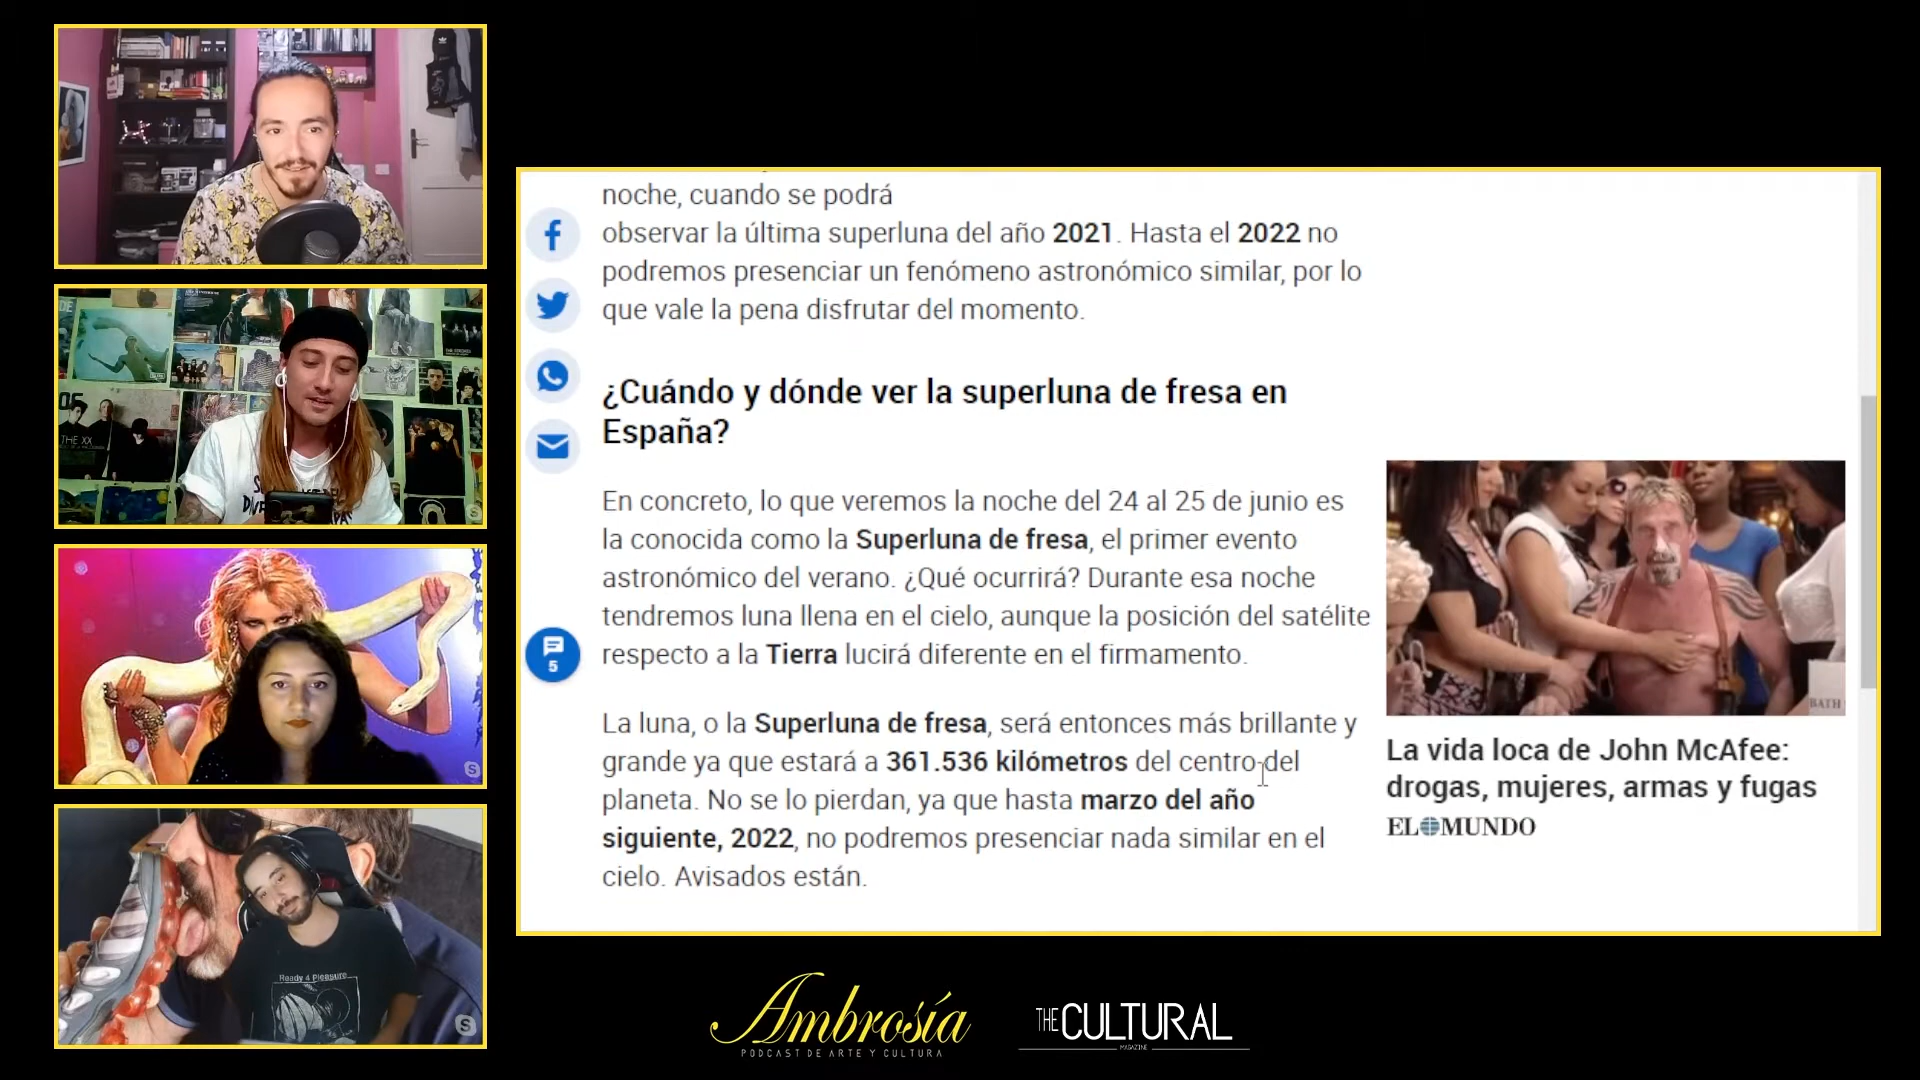 noche, cuando se podrá
observar la última superluna del año 2021. Hasta el 2022 no
podremos presenciar un fenómeno astronómico similar, por lo
que vale la pena disfrutar del momento.
¿Cuándo y dónde ver la superluna de fresa en
España?
En concreto, lo que veremos la noche del 24 al 25 de junio es
la conocida como la Superluna de fresa, el primer evento
astronómico del verano. ¿Qué ocurrirá? Durante esa noche
tendremos luna llena en el cielo, aunque la posición del satélite
respecto a la Tierra lucirá diferente en el firmamento.
5
La luna, o la Superluna de fresa, será entonces más brillante y
grande ya que estará a 361.536 kilómetros del centro del
planeta. No se lo pierdan, ya que hasta marzo del año
siguiente, 2022, no podremos presenciar nada similar en el
cielo. Avisados están.
BATH
La vida loca de John McAfee:
drogas, mujeres, armas y fugas
EL MUNDO
THE XX
Ready 4 Pleasure
Ambrosía
PODCAST DE ARTE Y CULTURA
THE CULTURAL
MAGAZINE